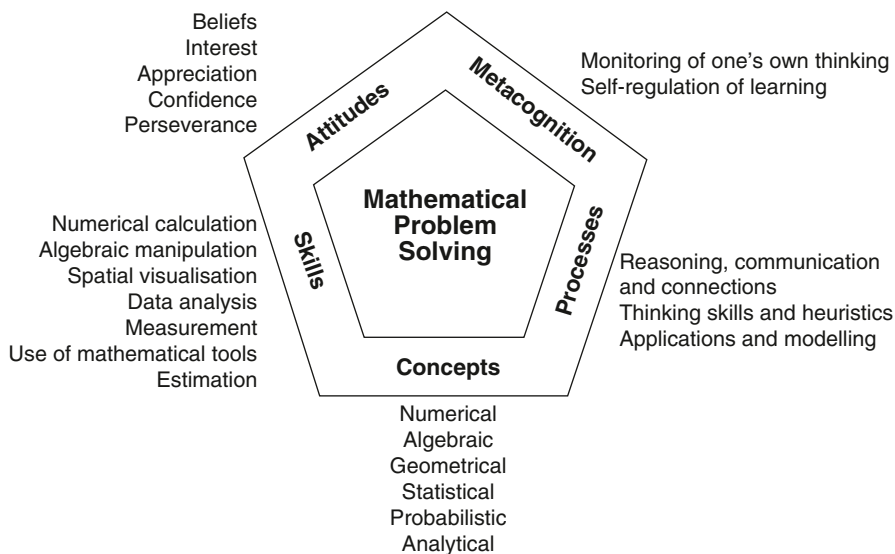 Beliefs
Interest
Appreciation
Confidence
Perseverance
Attitudes
Metacognition
Monitoring of one's own thinking
Self-regulation of learning
Mathematical
Problem
Solving
Numerical calculation
Algebraic manipulation
Spatial visualisation
Data analysis
Measurement
Use of mathematical tools
Estimation
Skills
Processes
Reasoning, communication
and connections
Thinking skills and heuristics
Applications and modelling
Concepts
Numerical
Algebraic
Geometrical
Statistical
Probabilistic
Analytical